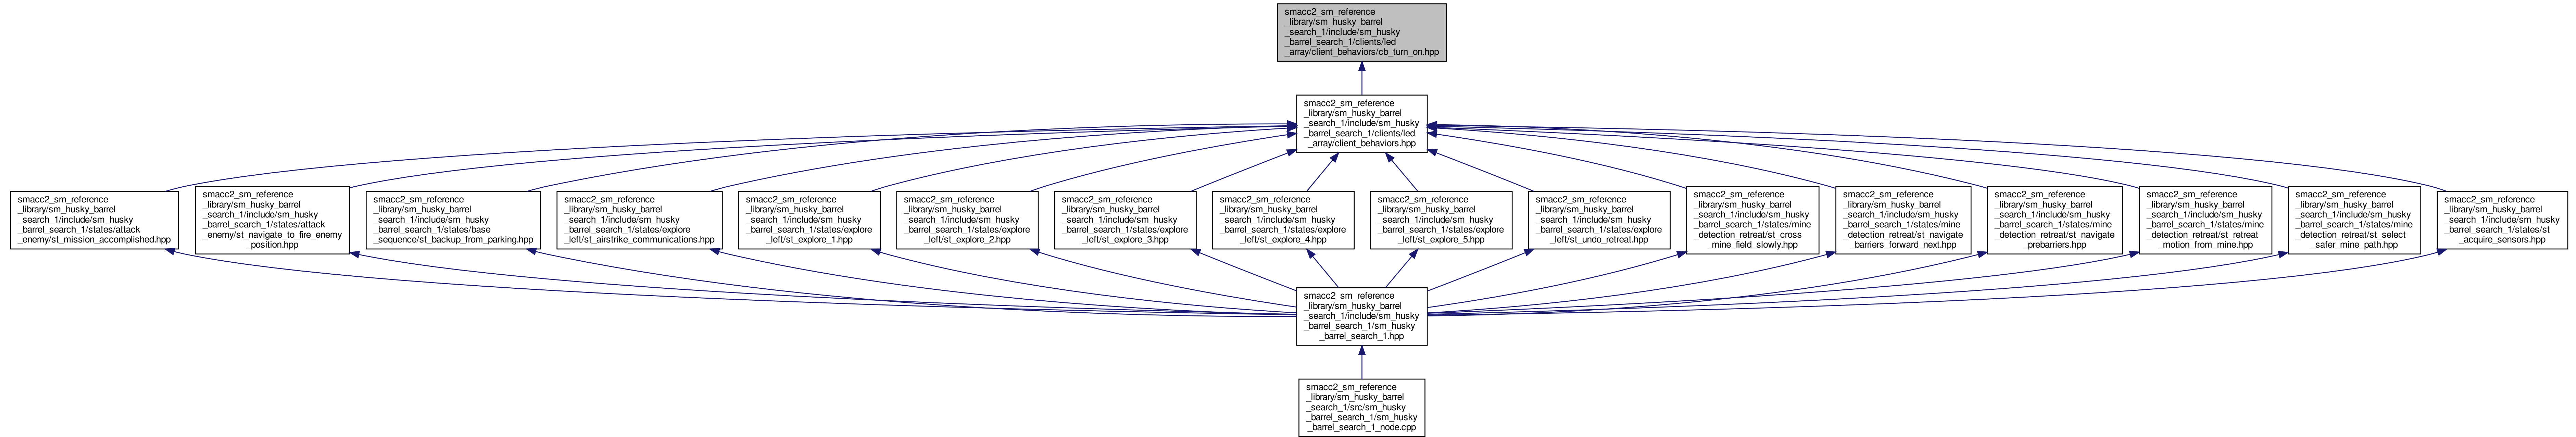 smacc2_sm_reference
_library/sm_husky_barrel
_search_1/include/sm_husky
_barrel_search_1/clients/led
_array/client_behaviors/cb_turn_on.hpp
smacc2_sm_reference
_library/sm_husky_barrel
_search_1/include/sm_husky
_barrel_search_1/clients/led
_array/client_behaviors.hpp
smacc2_sm_reference
_library/sm_husky_barrel
_search_1/include/sm_husky
_barrel_search_1/states/attack
_enemy/st_mission_accomplished.hpp
smacc2_sm_reference
_library/sm_husky_barrel
_search_1/include/sm_husky
_barrel_search_1/states/attack
_enemy/st_navigate_to_fire_enemy
_position.hpp
smacc2_sm_reference
_library/sm_husky_barrel
_search_1/include/sm_husky
_barrel_search_1/states/base
_sequence/st_backup_from_parking.hpp
smacc2_sm_reference
_library/sm_husky_barrel
_search_1/include/sm_husky
_barrel_search_1/states/explore
_left/st_airstrike_communications.hpp
smacc2_sm_reference
_library/sm_husky_barrel
_search_1/include/sm_husky
_barrel_search_1/states/explore
_left/st_explore_1.hpp
smacc2_sm_reference
_library/sm_husky_barrel
_search_1/include/sm_husky
_barrel_search_1/states/explore
_left/st_explore_2.hpp
smacc2_sm_reference
_library/sm_husky_barrel
_search_1/include/sm_husky
_barrel_search_1/states/explore
_left/st_explore_3.hpp
smacc2_sm_reference
_library/sm_husky_barrel
_search_1/include/sm_husky
_barrel_search_1/states/explore
_left/st_explore_4.hpp
smacc2_sm_reference
_library/sm_husky_barrel
_search_1/include/sm_husky
_barrel_search_1/states/explore
_left/st_explore_5.hpp
smacc2_sm_reference
_library/sm_husky_barrel
_search_1/include/sm_husky
_barrel_search_1/states/explore
_left/st_undo_retreat.hpp
smacc2_sm_reference
_library/sm_husky_barrel
_search_1/include/sm_husky
_barrel_search_1/states/mine
_detection_retreat/st_cross
_mine_field_slowly.hpp
smacc2_sm_reference
_library/sm_husky_barrel
_search_1/include/sm_husky
_barrel_search_1/states/mine
_detection_retreat/st_navigate
_barriers_forward_next.hpp
smacc2_sm_reference
_library/sm_husky_barrel
_search_1/include/sm_husky
_barrel_search_1/states/mine
_detection_retreat/st_navigate
_prebarriers.hpp
smacc2_sm_reference
_library/sm_husky_barrel
_search_1/include/sm_husky
_barrel_search_1/states/mine
_detection_retreat/st_retreat
_motion_from_mine.hpp
smacc2_sm_reference
_library/sm_husky_barrel
_search_1/include/sm_husky
_barrel_search_1/states/mine
_detection_retreat/st_select
_safer_mine_path.hpp
smacc2_sm_reference
_library/sm_husky_barrel
_search_1/include/sm_husky
_barrel_search_1/states/st
_acquire_sensors.hpp
smacc2_sm_reference
_library/sm_husky_barrel
_search_1/include/sm_husky
_barrel_search_1/sm_husky
_barrel_search_1.hpp
smacc2_sm_reference
_library/sm_husky_barrel
_search_1/src/sm_husky
_barrel_search_1/sm_husky
_barrel_search_1_node.cpp